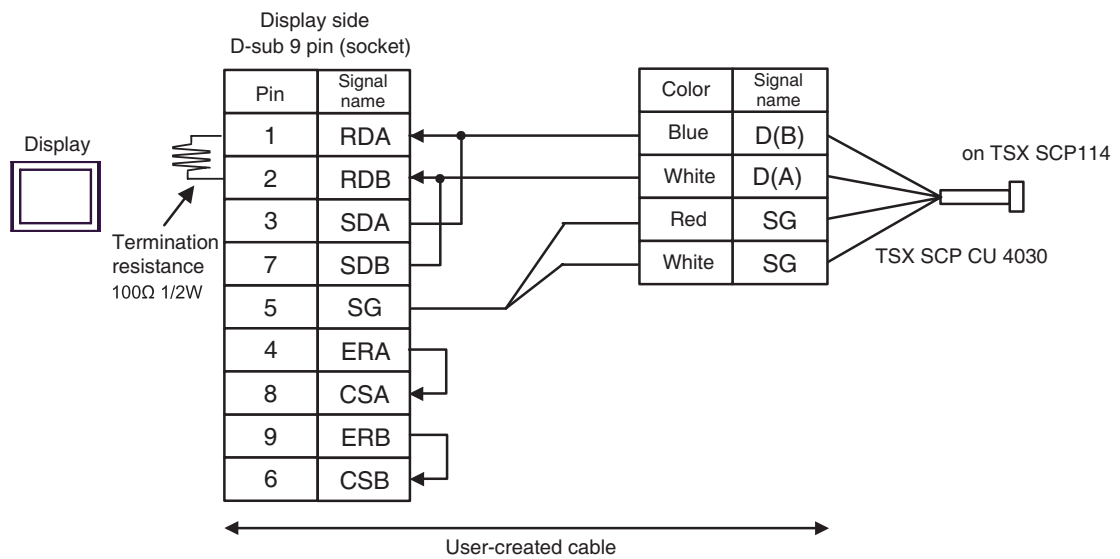 Display side
D-sub 9 pin (socket)
Pin Signal name
1 RDA
2 RDB
3 SDA
7 SDB
5 SG
4 ERA
8 CSA
9 ERB
6 CSB
Display
Termination
resistance
100Ω 1/2W
Color Signal name
Blue D(B)
White D(A)
Red SG
White SG
on TSX SCP114
TSX SCP CU 4030
User-created cable